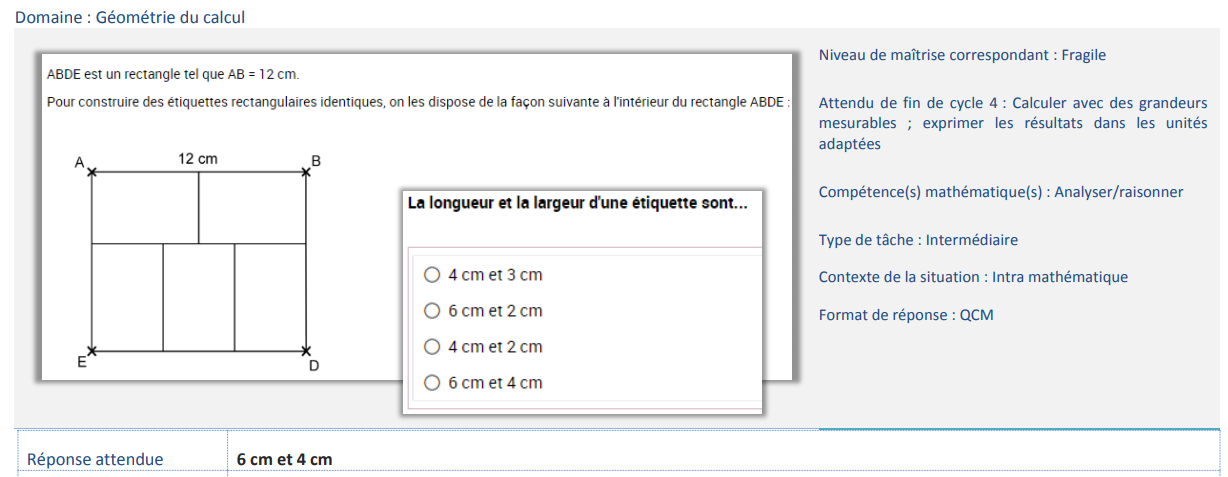 Domaine : Géométrie du calcul
ABDE est un rectangle tel que AB = 12 cm.
Pour construire des étiquettes rectangulaires identiques, on les dispose de la façon suivante à l'intérieur du rectangle ABDE :
A
12 cm
B
E
D
La longueur et la largeur d'une étiquette sont...
4 cm et 3 cm
6 cm et 2 cm
4 cm et 2 cm
6 cm et 4 cm
Niveau de maîtrise correspondant : Fragile
Attendu de fin de cycle 4 : Calculer avec des grandeurs
mesurables ; exprimer les résultats dans les unités
adaptées
Compétence(s) mathématique(s) : Analyser/raisonner
Type de tâche : Intermédiaire
Contexte de la situation : Intra mathématique
Format de réponse : QCM
Réponse attendue
6 cm et 4 cm